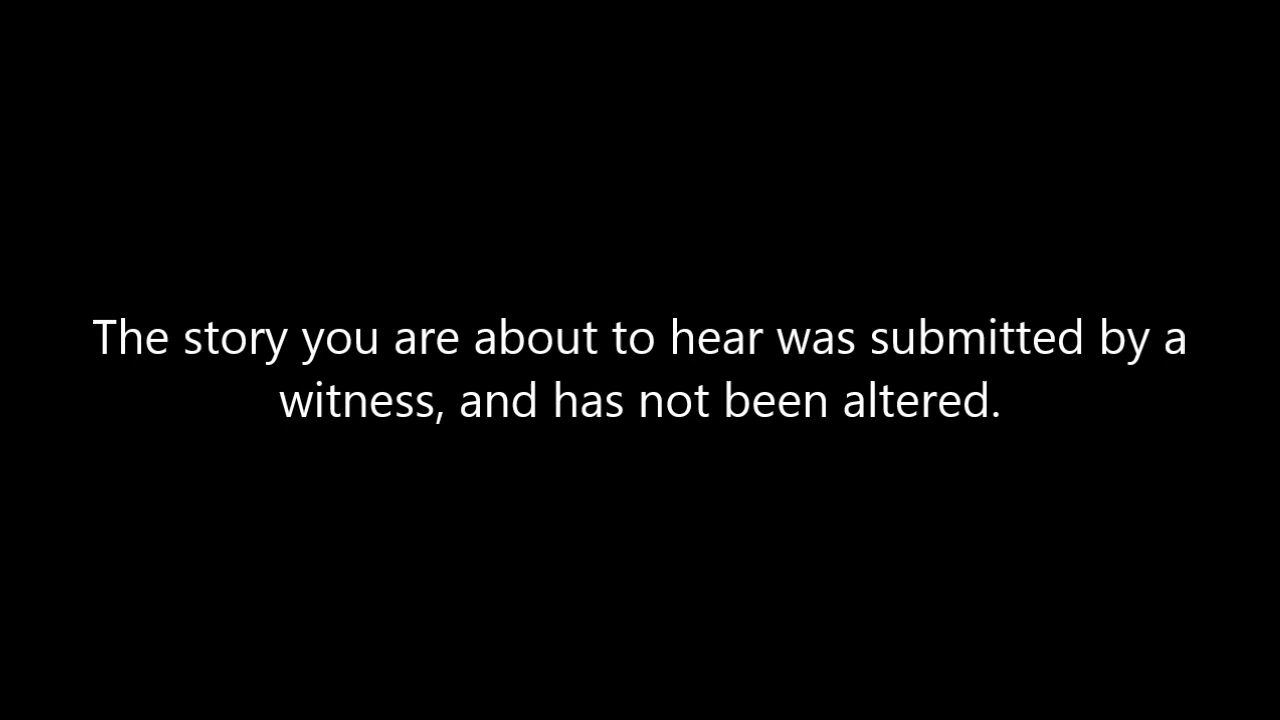 The story you are about to hear was submitted by a
witness, and has not been altered.